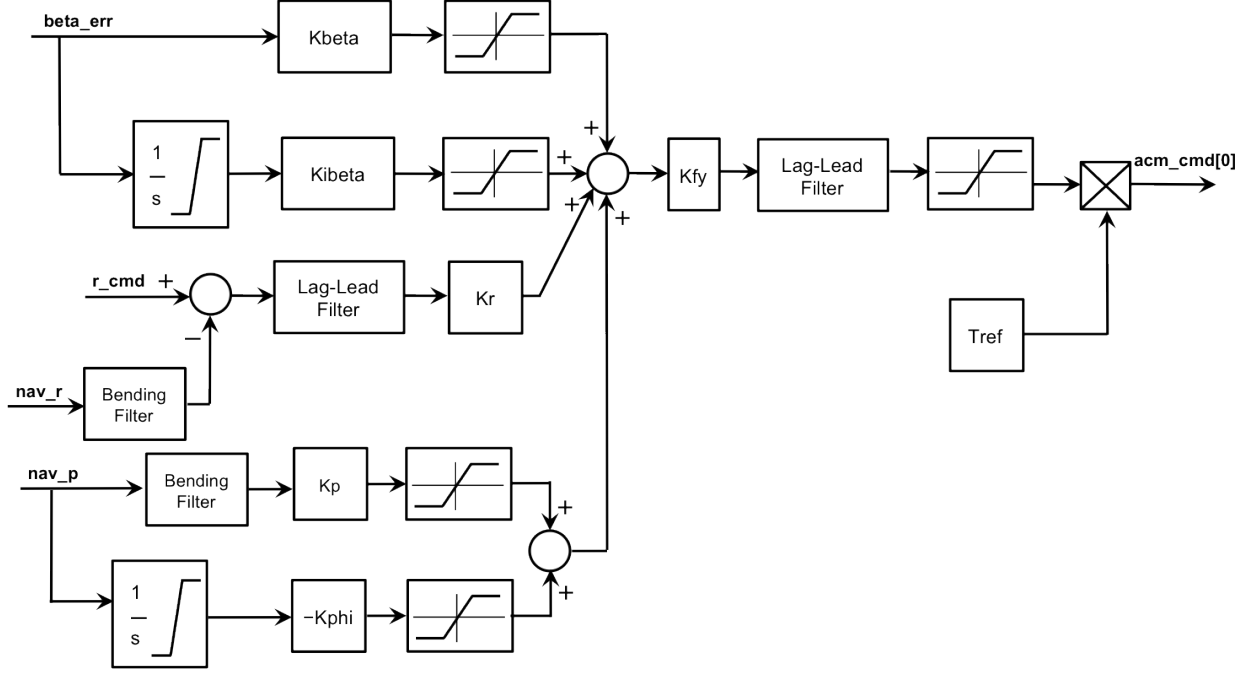 beta_err
Kbeta
+
1
s
Kibeta
+
Kfy
Lag-Lead
Filter
acm_cmd[0]
+
+
r_cmd
+
Lag-Lead
Filter
Kr
Tref
−
nav_r
Bending
Filter
nav_p
Bending
Filter
Kp
+
1
s
−Kphi
+